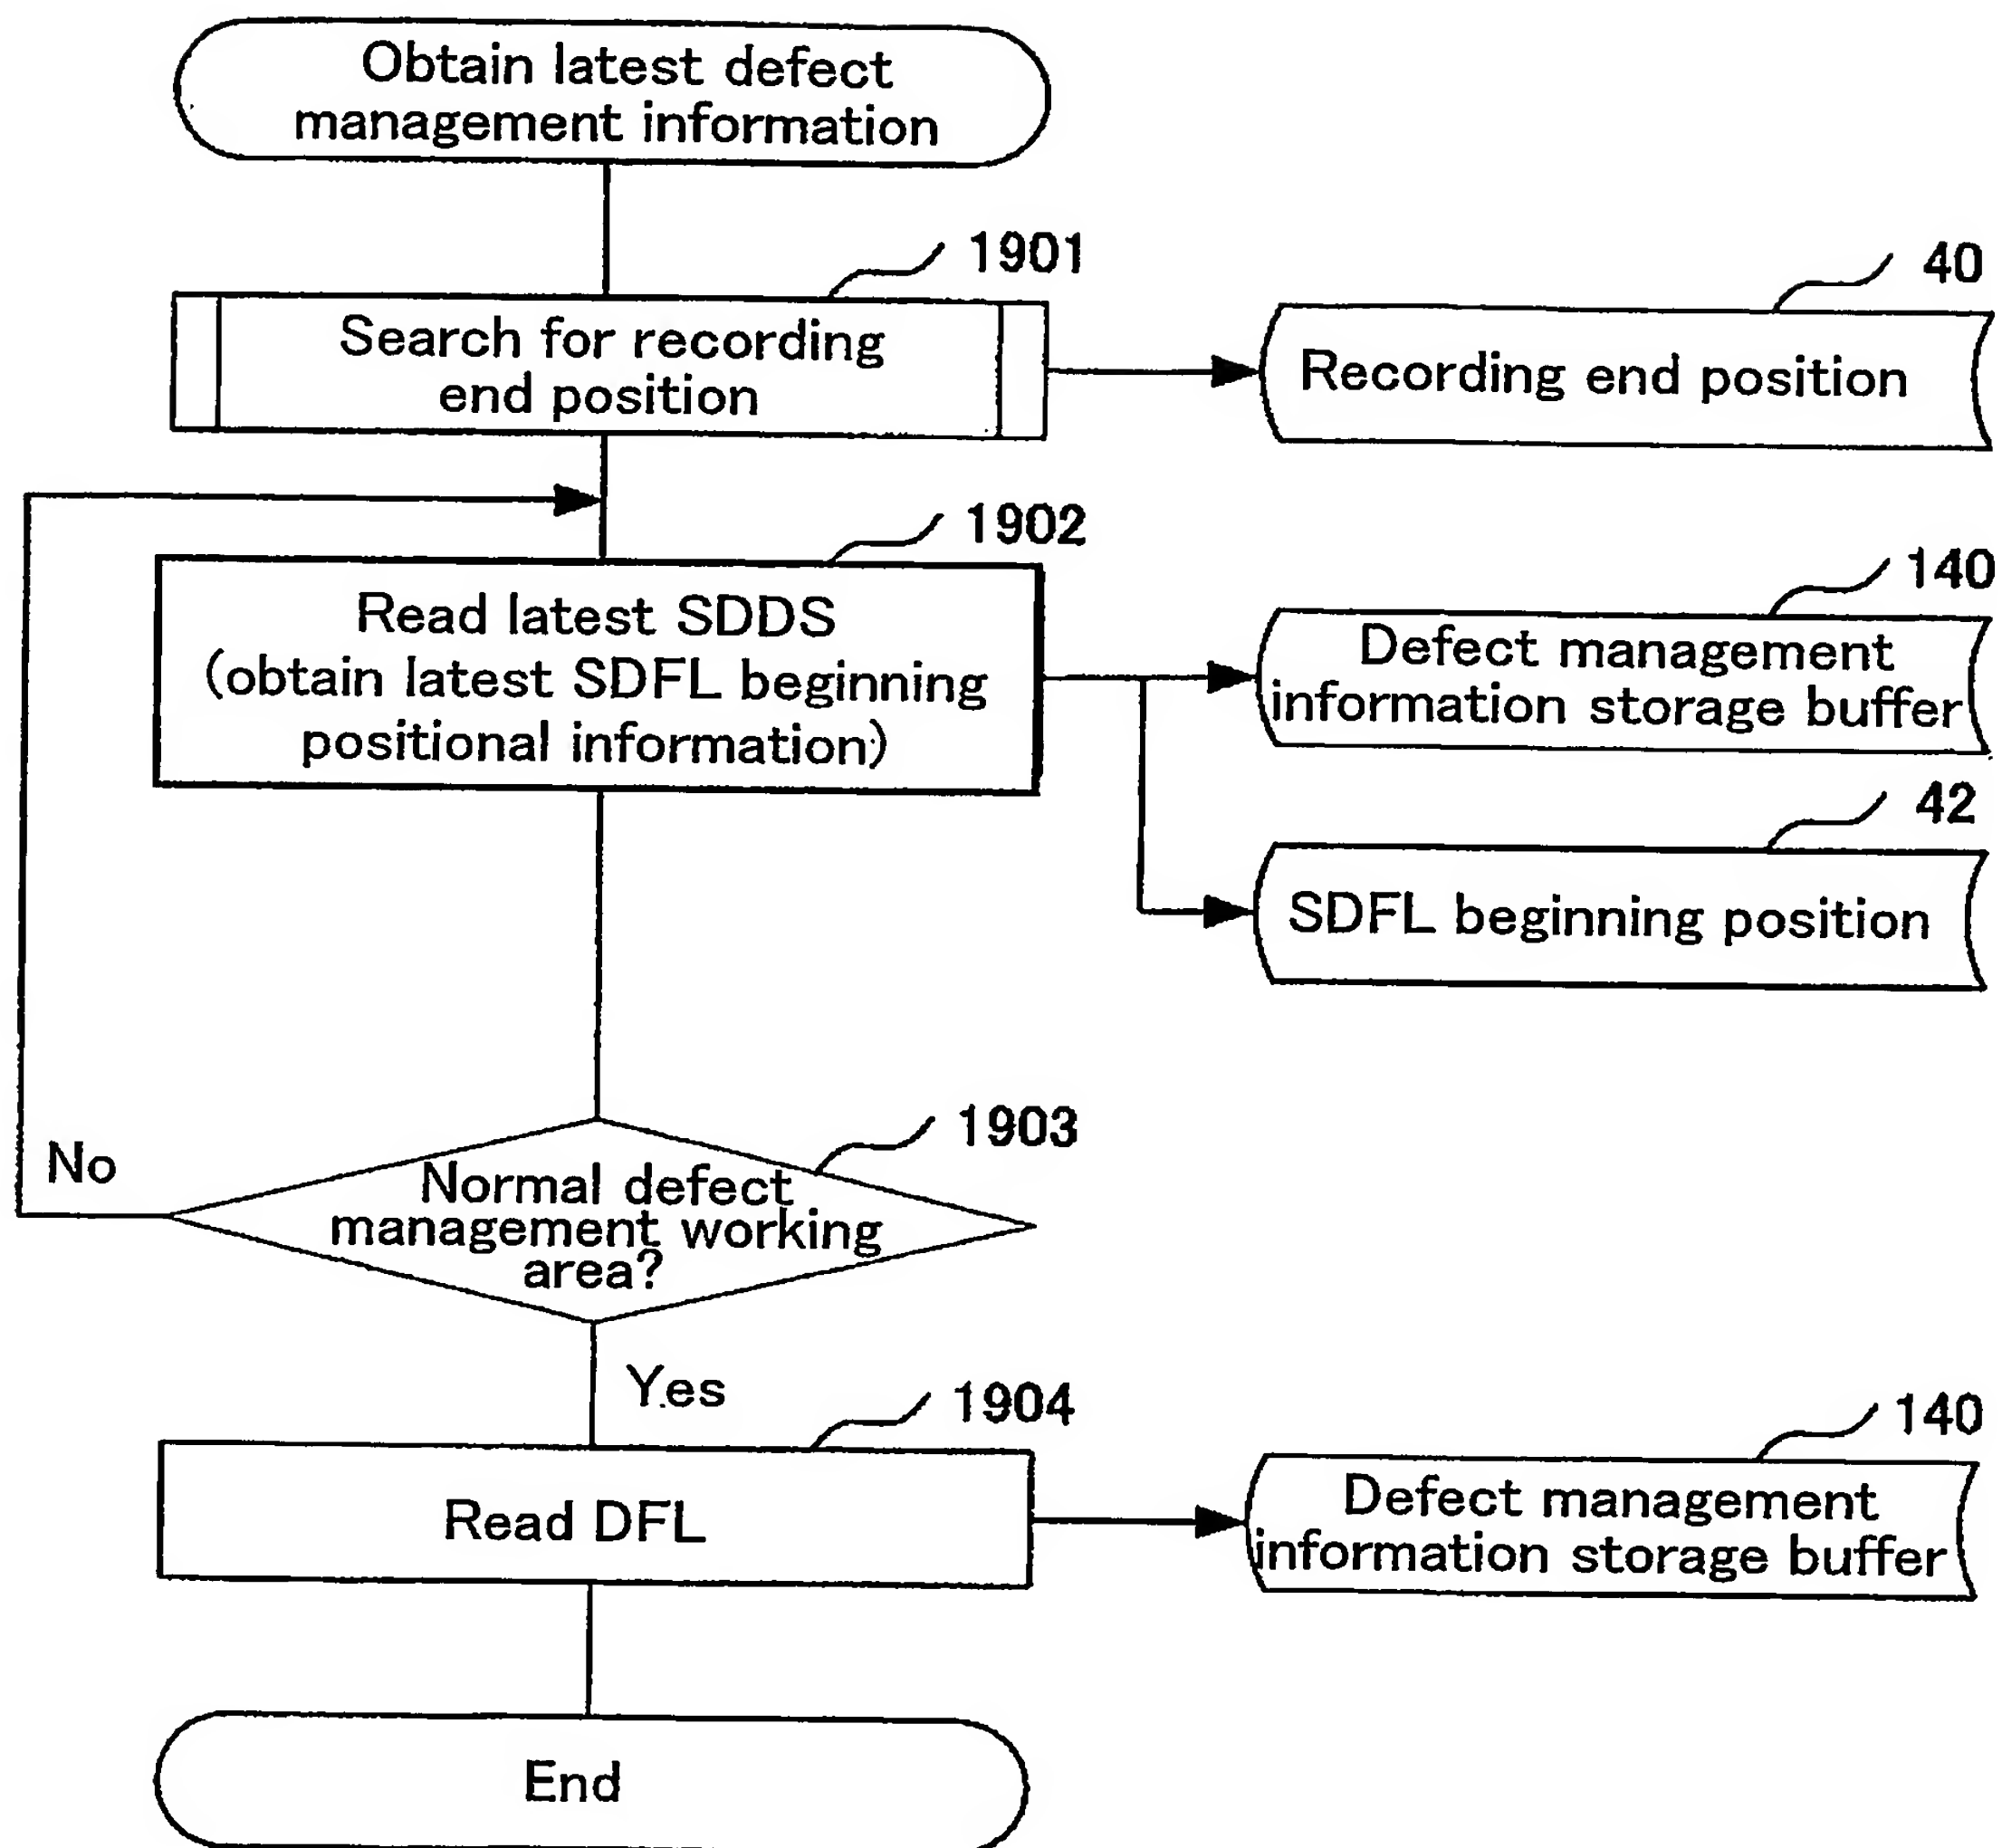 Obtain latest defect
management information
1901
Search for recording
end position
40
Recording end position
1902
Read latest SDDS
(obtain latest SDFL beginning
positional information)
140
Defect management
information storage buffer
42
SDFL beginning position
1903
No
Normal defect
management working
area?
Yes
1904
Read DFL
140
Defect management
information storage buffer
End